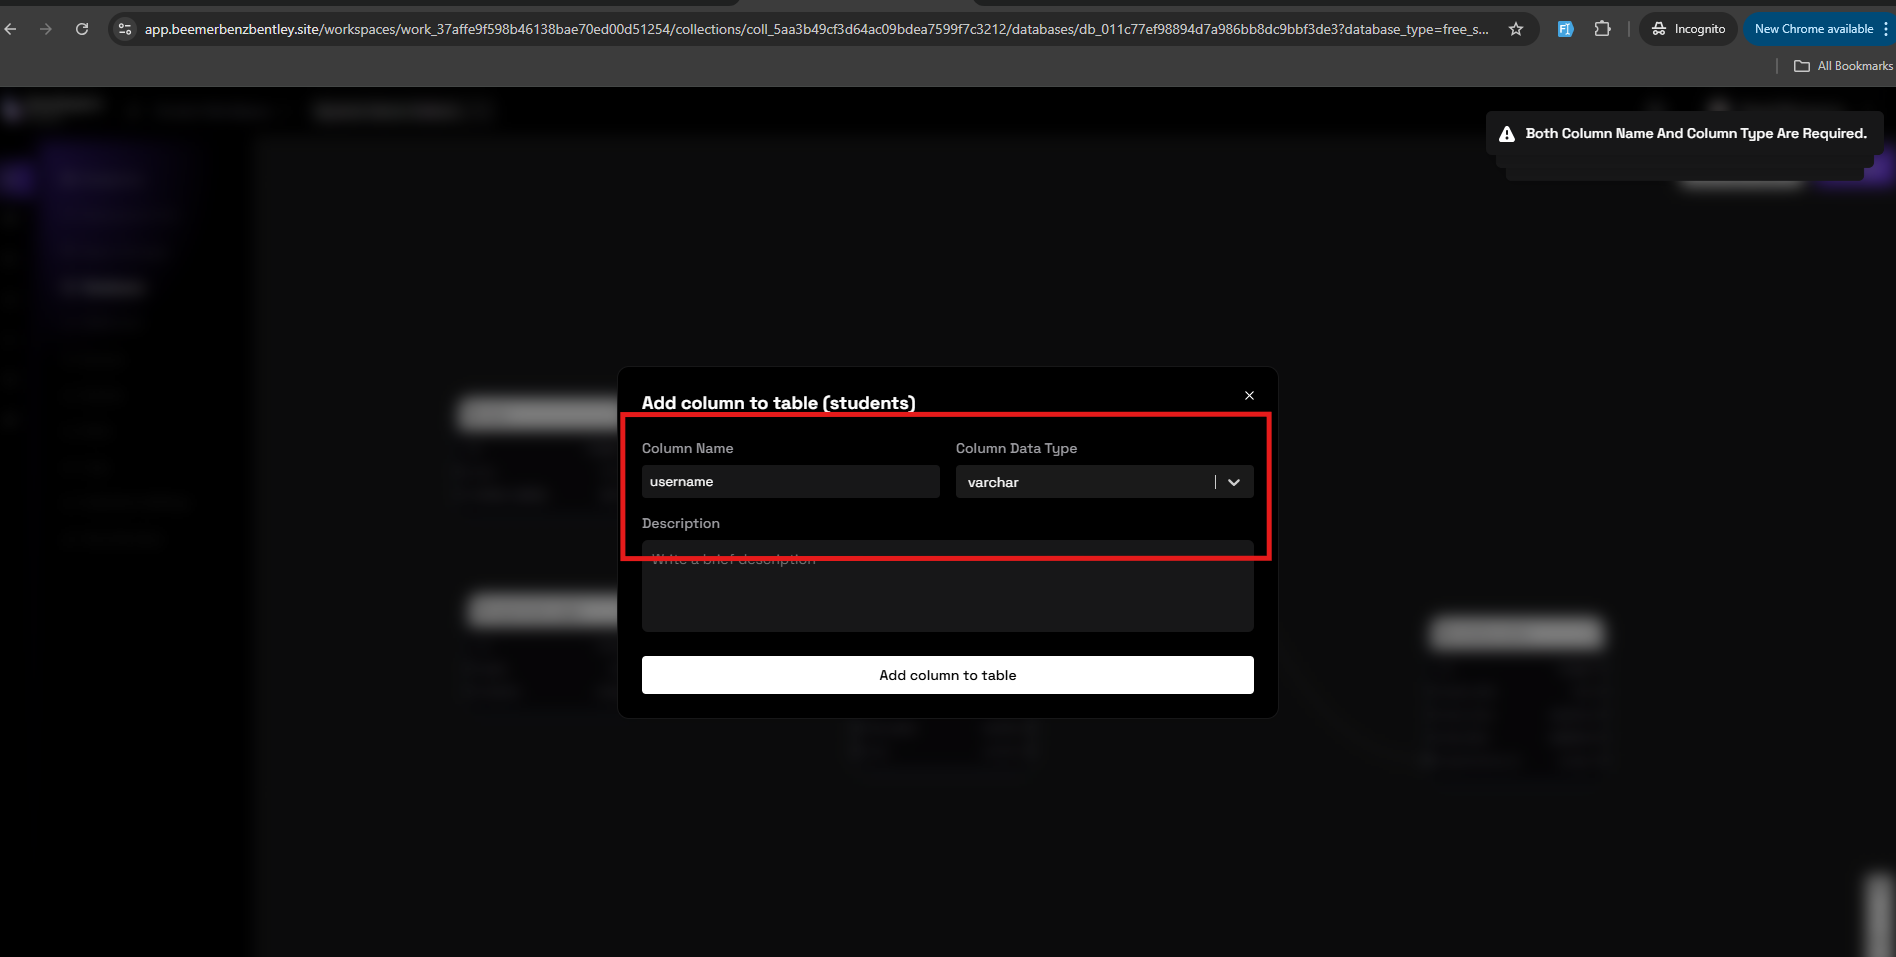 app.beemerbenzbentley.site/workspaces/work_37affe9f598b46138bae70ed00d51254/collections/coll_5aa3b49cf3d64ac09bdea7599f7c3212/databases/db_011c77ef98894d7a986bb8dc9bbf3de3?database_type=free_s...
Incognito
New Chrome available
All Bookmarks
Both Column Name And Column Type Are Required.
Add column to table (students)
Column Name
Column Data Type
username
varchar
Description
Write a brief description
Add column to table